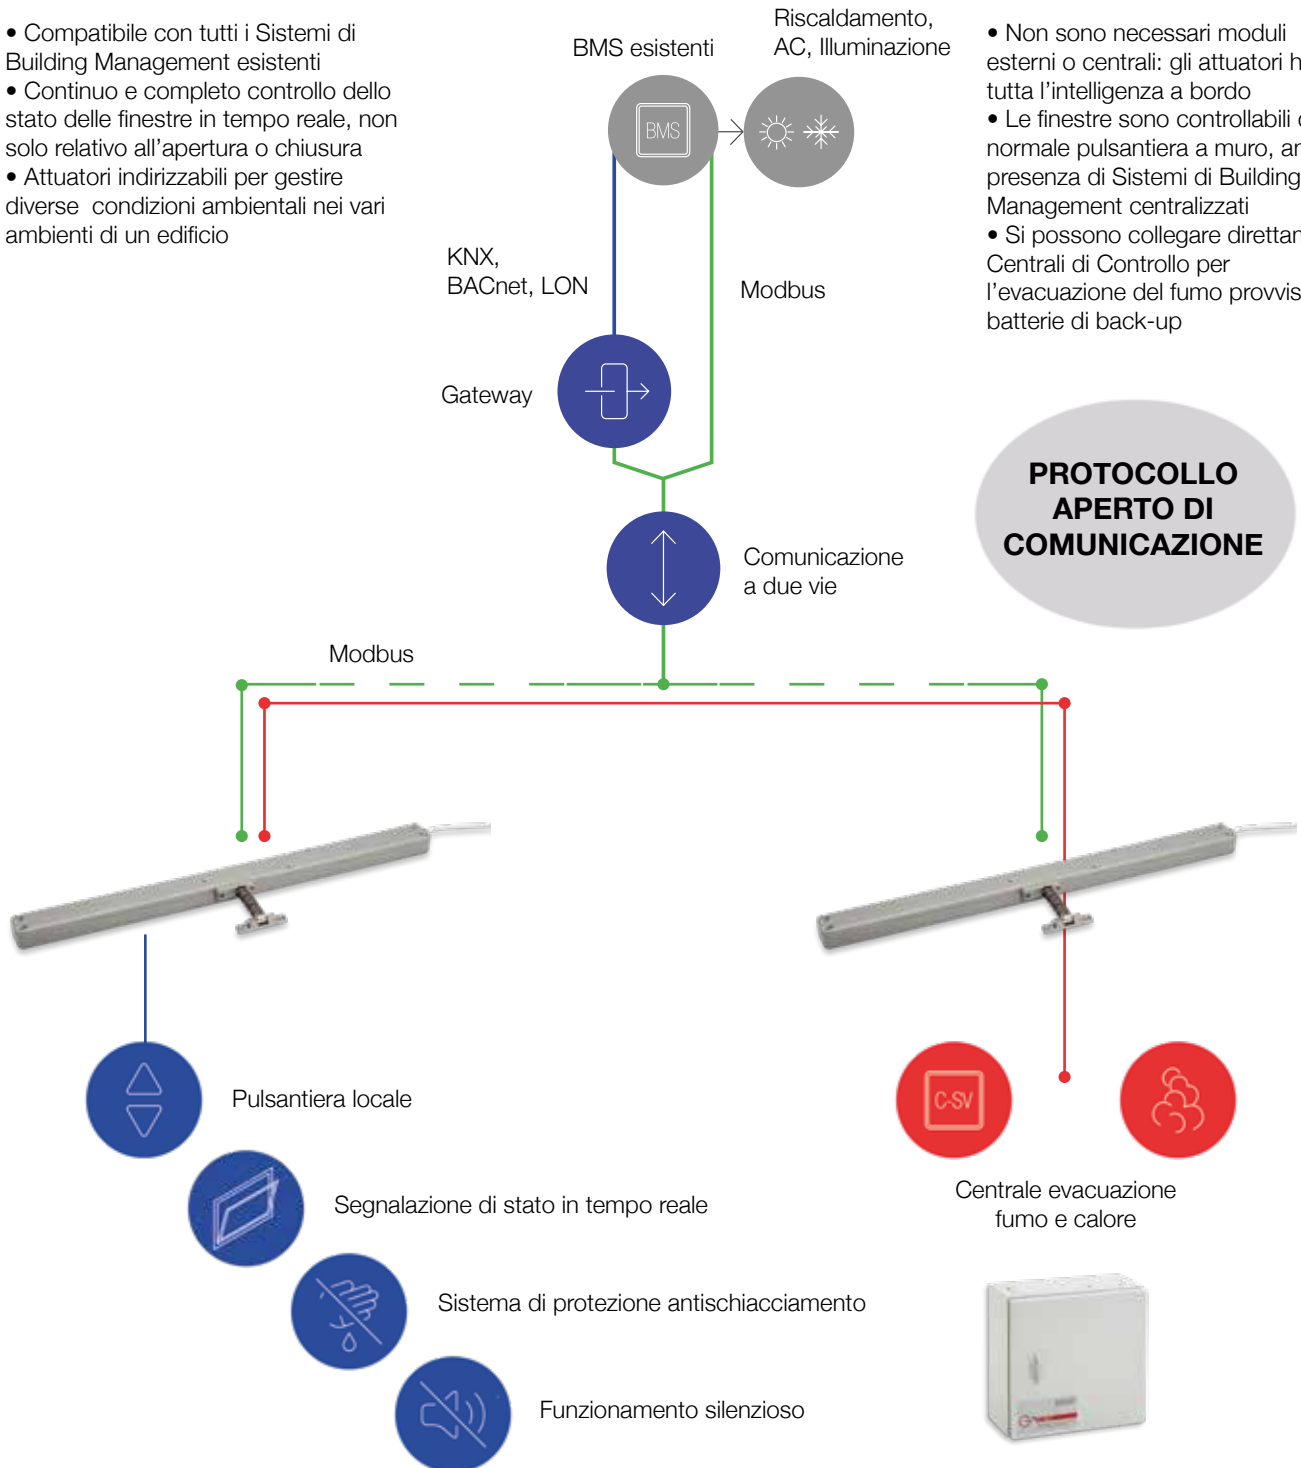 • Compatibile con tutti i Sistemi di
Building Management esistenti
• Continuo e completo controllo dello
stato delle finestre in tempo reale, non
solo relativo all'apertura o chiusura
• Attuatori indirizzabili per gestire
diverse condizioni ambientali nei vari
ambienti di un edificio
BMS esistenti
Riscaldamento,
AC, Illuminazione
BMS
• Non sono necessari moduli
esterni o centrali: gli attuatori h
tutta l'intelligenza a bordo
• Le finestre sono controllabili
normale pulsantiera a muro, an
presenza di Sistemi di Building
Management centralizzati
• Si possono collegare direttam
Centrali di Controllo per
l'evacuazione del fumo provvis
batterie di back-up
KNX,
BACnet, LON
Modbus
Gateway
PROTOCOLLO
APERTO DI
COMUNICAZIONE
Comunicazione
a due vie
Modbus
Pulsantiera locale
C-SV
Segnalazione di stato in tempo reale
Centrale evacuazione
fumo e calore
Sistema di protezione antischiacciamento
Funzionamento silenzioso